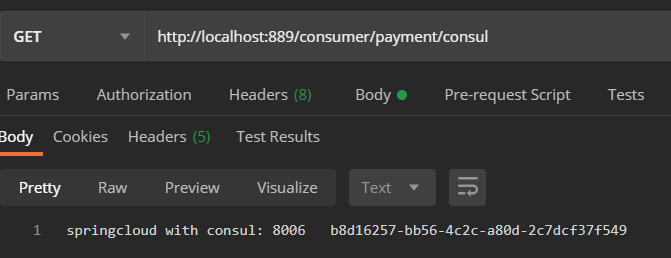 GET http://localhost:889/consumer/payment/consul
Params Authorization Headers (8) Body Pre-request Script Tests
Body Cookies Headers (5) Test Results
Pretty Raw Preview Visualize Text
1 springcloud with consul: 8006 b8d16257-bb56-4c2c-a80d-2c7dcf37f549